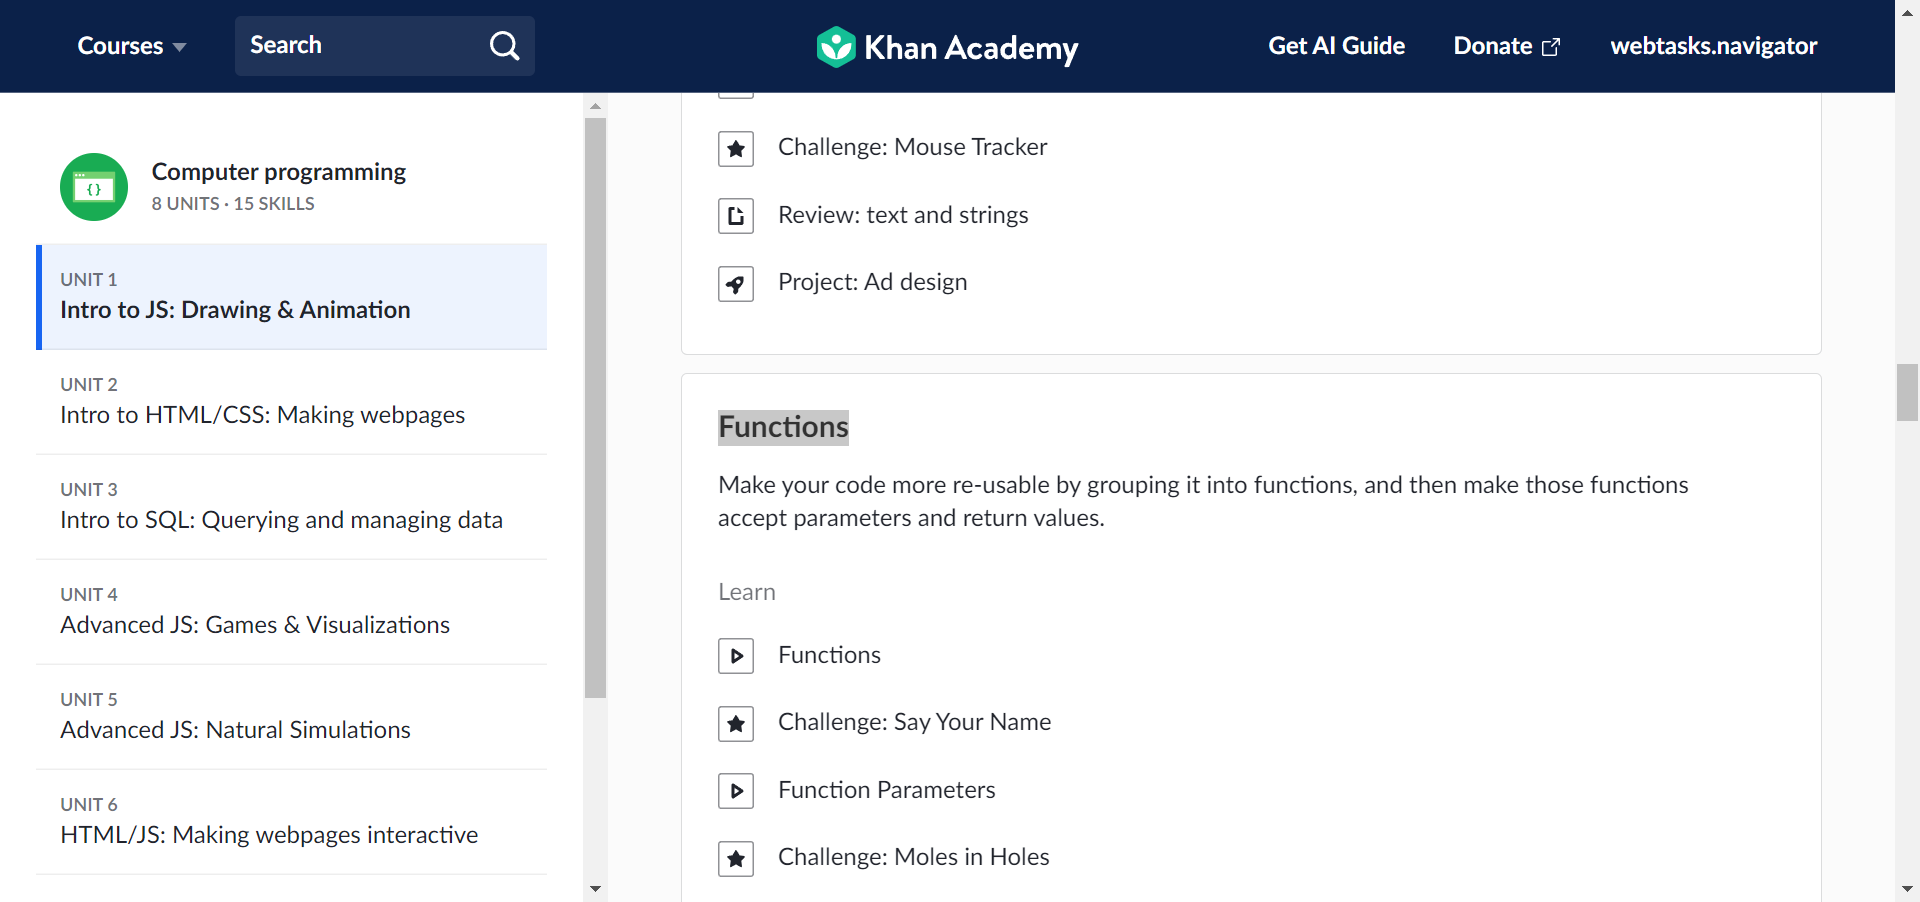 Courses
Search
Khan Academy
Get AI Guide
Donate
webtasks.navigator
Computer programming
8 UNITS · 15 SKILLS
UNIT 1
Intro to JS: Drawing & Animation
UNIT 2
Intro to HTML/CSS: Making webpages
UNIT 3
Intro to SQL: Querying and managing data
UNIT 4
Advanced JS: Games & Visualizations
UNIT 5
Advanced JS: Natural Simulations
UNIT 6
HTML/JS: Making webpages interactive
Challenge: Mouse Tracker
Review: text and strings
Project: Ad design
Functions
Make your code more re-usable by grouping it into functions, and then make those functions
accept parameters and return values.
Learn
Functions
Challenge: Say Your Name
Function Parameters
Challenge: Moles in Holes